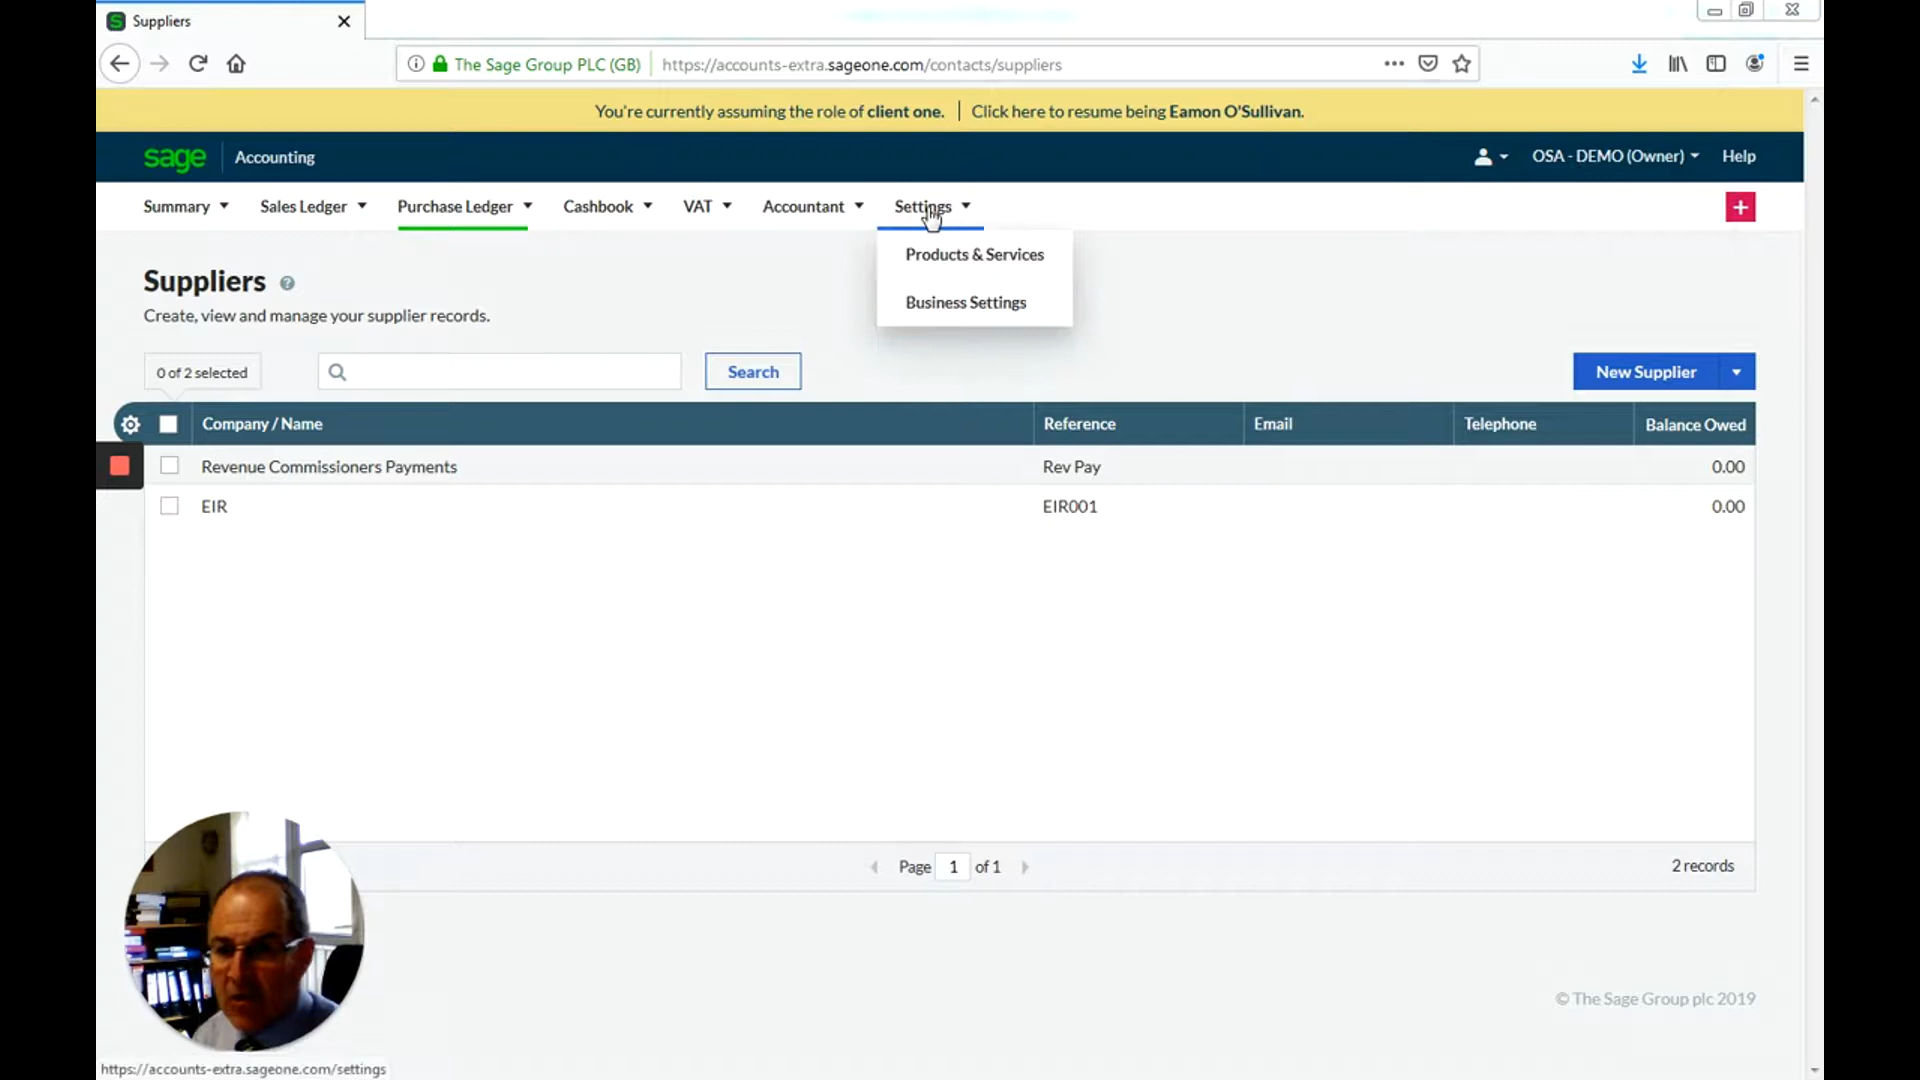 Suppliers
The Sage Group PLC (GB) https://accounts-extra.sageone.com/contacts/suppliers
You're currently assuming the role of client one. | Click here to resume being Eamon O'Sullivan.
sage Accounting OSA - DEMO (Owner) Help
Summary Sales Ledger Purchase Ledger Cashbook VAT Accountant Settings
Products & Services
Business Settings
Suppliers
Create, view and manage your supplier records.
0 of 2 selected Search New Supplier
Company / Name Reference Email Telephone Balance Owed
Revenue Commissioners Payments Rev Pay 0.00
EIR EIR001 0.00
Page 1 of 1 2 records
© The Sage Group plc 2019
https://accounts-extra.sageone.com/settings